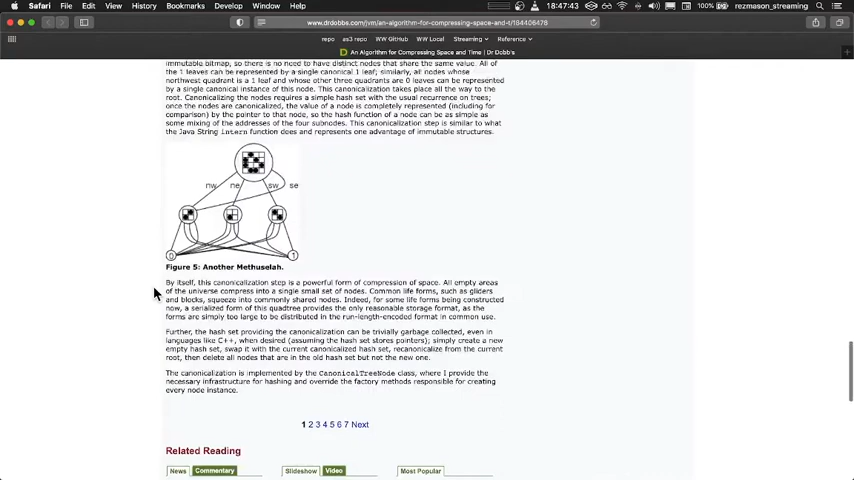 Safari File Edit View History Bookmarks Develop Window Help 100% rezmason_streaming
18:47:43
www.drdobbs.com/jvm/an-algorithm-for-compressing-space-and-t/184406478
repo as3 repo WW GitHub WW Local Streaming Reference
An Algorithm for Compressing Space and Time | Dr Dobb's
immutable bitmap, so there is no need to have distinct nodes that share the same value. All of
the 1 leaves can be represented by a single canonical 1 leaf; similarly, all nodes whose
northwest quadrant is a 1 leaf and whose other three quadrants are 0 leaves can be represented
by a single canonical instance of this node. This canonicalization takes place all the way to the
root. Canonicalizing the nodes requires a simple hash set with the usual recurrence on trees;
once the nodes are canonicalized, the value of a node is completely represented (including for
comparison) by the pointer to that node, so the hash function of a node can be as simple as
some mixing of the addresses of the four subnodes. This canonicalization step is similar to what
the Java String intern function does and represents one advantage of immutable structures.
nw ne sw se
0 1
Figure 5: Another Methuselah.
By itself, this canonicalization step is a powerful form of compression of space. All empty areas
of the universe compress into a single small set of nodes. Common life forms, such as gliders
and blocks, squeeze into commonly shared nodes. Indeed, for some life forms being constructed
now, a serialized form of this quadtree provides the only reasonable storage format, as the
forms are simply too large to be distributed in the run-length-encoded format in common use.
Further, the hash set providing the canonicalization can be trivially garbage collected, even in
languages like C++, when desired (assuming the hash set stores pointers); simply create a new
empty hash set, swap it with the current canonicalized hash set, recanonicalize from the current
root, then delete all nodes that are in the old hash set but not the new one.
The canonicalization is implemented by the CanonicalTreeNode class, where I provide the
necessary infrastructure for hashing and override the factory methods responsible for creating
every node instance.
1 2 3 4 5 6 7 Next
Related Reading
News Commentary Slideshow Video Most Popular